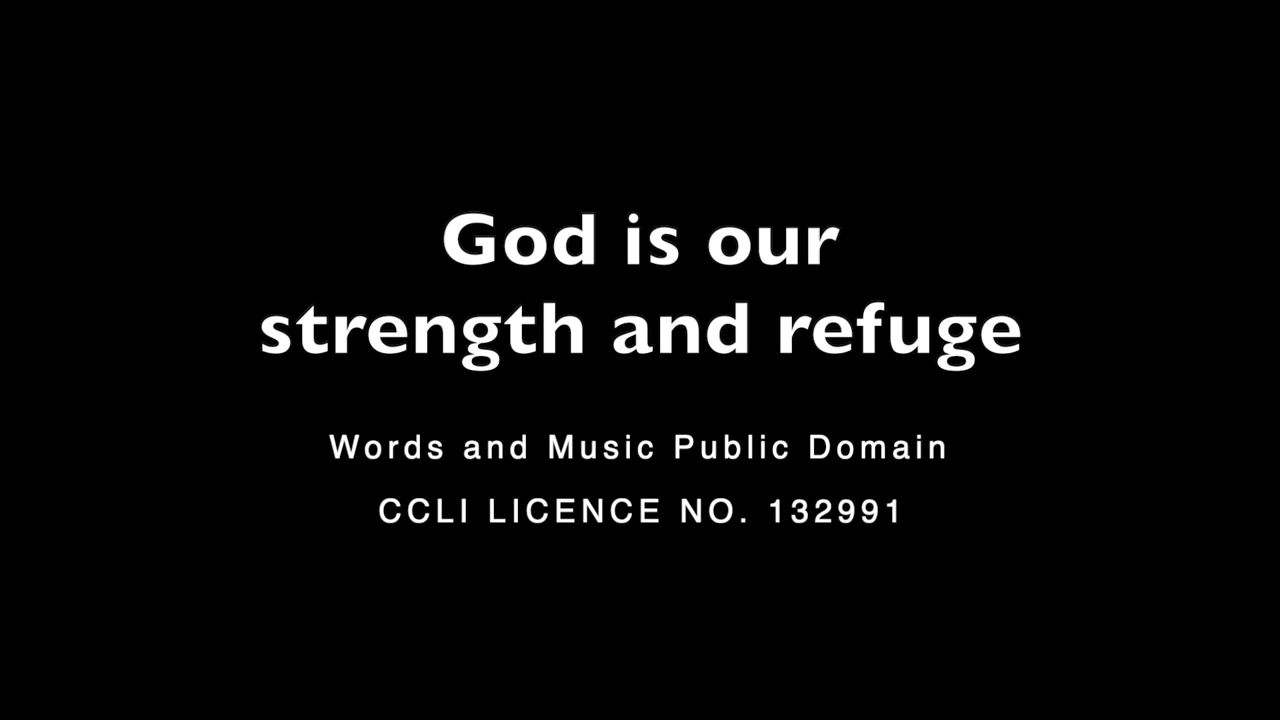 God is our
strength and refuge
Words and Music Public Domain
CCLI LICENCE NO. 132991